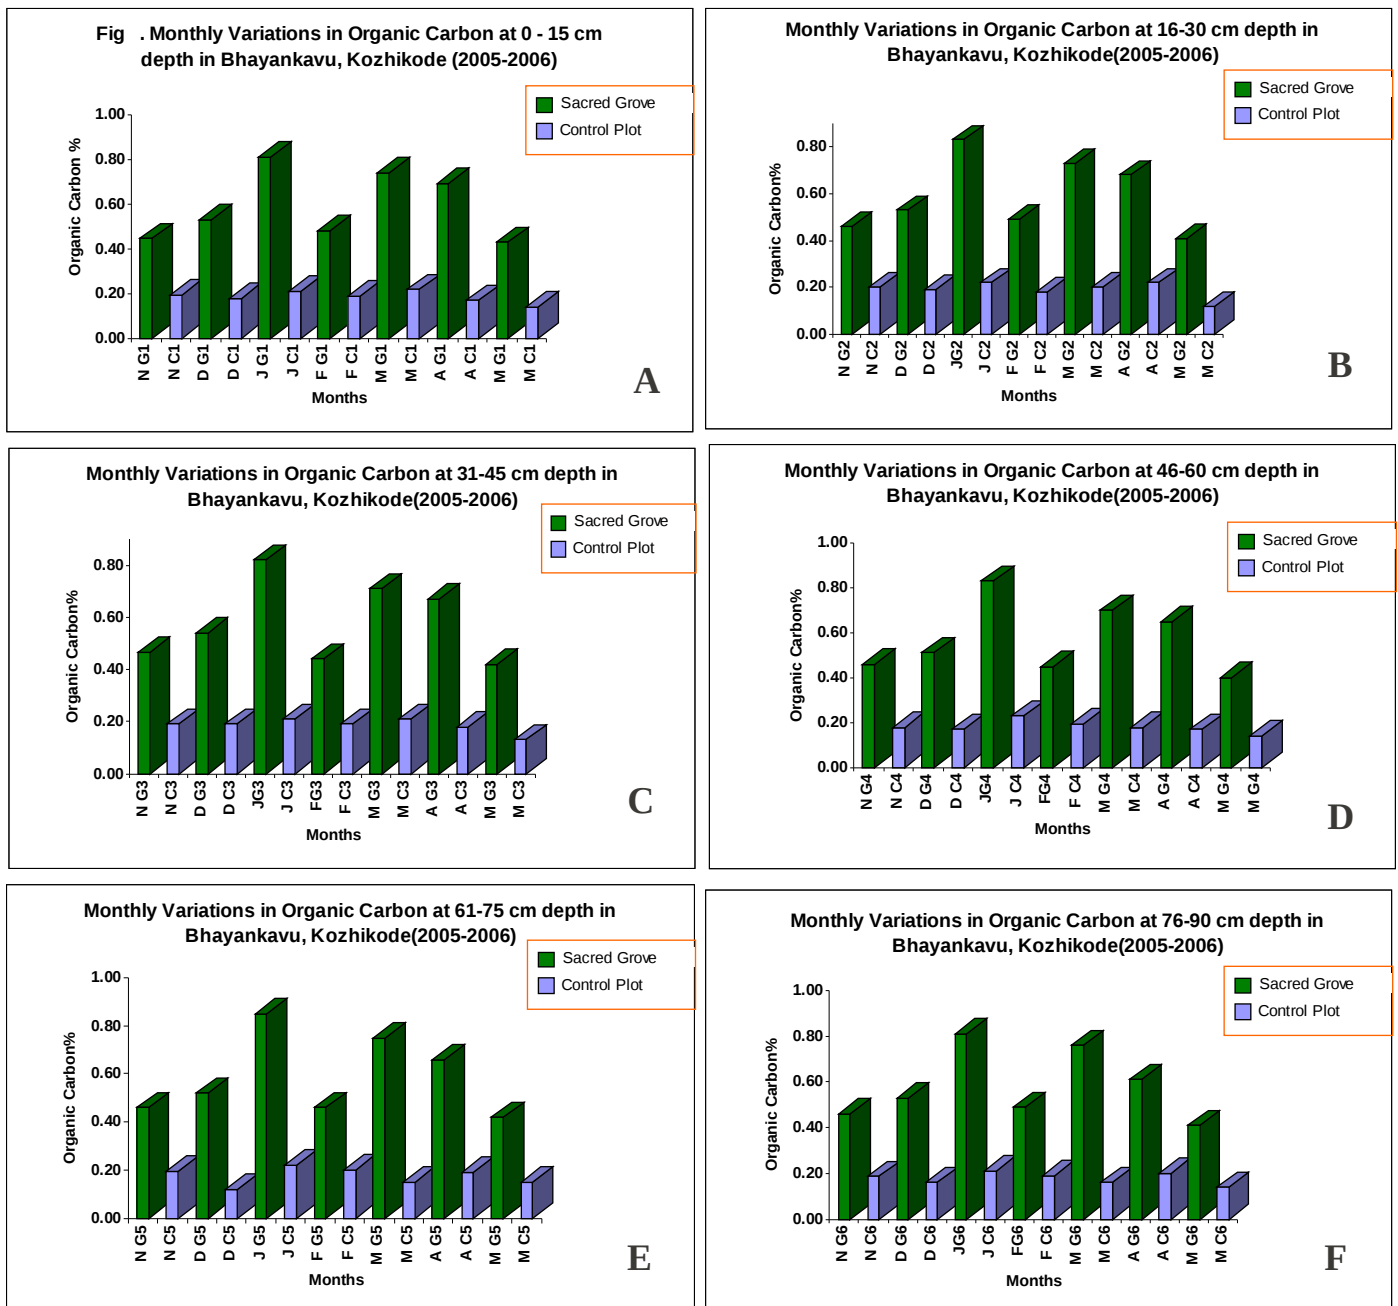 Fig   . Monthly Variations in Organic Carbon at 0 - 15 cm
depth in Bhayankavu, Kozhikode (2005-2006)
Sacred Grove
Control Plot
Organic Carbon %
1.00
0.80
0.60
0.40
0.20
0.00
N G1
N C1
D G1
D C1
J G1
J C1
F G1
F C1
M G1
M C1
A G1
A C1
M G1
M C1
Months
A
Monthly Variations in Organic Carbon at 16-30 cm depth in
Bhayankavu, Kozhikode(2005-2006)
Sacred Grove
Control Plot
Organic Carbon%
0.80
0.60
0.40
0.20
0.00
N G2
N C2
D G2
D C2
JG2
J C2
F G2
F C2
M G2
M C2
A G2
A C2
M G2
M C2
Months
B
Monthly Variations in Organic Carbon at 31-45 cm depth in
Bhayankavu, Kozhikode(2005-2006)
Sacred Grove
Control Plot
Organic Carbon%
0.80
0.60
0.40
0.20
0.00
N G3
N C3
D G3
D C3
JG3
J C3
FG3
F C3
M G3
M C3
A G3
A C3
M G3
M C3
Months
C
Monthly Variations in Organic Carbon at 46-60 cm depth in
Bhayankavu, Kozhikode(2005-2006)
Sacred Grove
Control Plot
Organic Carbon%
1.00
0.80
0.60
0.40
0.20
0.00
N G4
N C4
D G4
D C4
JG4
J C4
FG4
F C4
M G4
M C4
A G4
A C4
M G4
M G4
Months
D
Monthly Variations in Organic Carbon at 61-75 cm depth in
Bhayankavu, Kozhikode(2005-2006)
Sacred Grove
Control Plot
Organic Carbon%
1.00
0.80
0.60
0.40
0.20
0.00
N G5
N C5
D G5
D C5
J G5
J C5
F G5
F C5
M G5
M C5
A G5
A C5
M G5
M C5
Months
E
Monthly Variations in Organic Carbon at 76-90 cm depth in
Bhayankavu, Kozhikode(2005-2006)
Sacred Grove
Control Plot
Organic Carbon%
1.00
0.80
0.60
0.40
0.20
0.00
N G6
N C6
D G6
D C6
JG6
J C6
FG6
F C6
M G6
M C6
A G6
A C6
M G6
M C6
Months
F